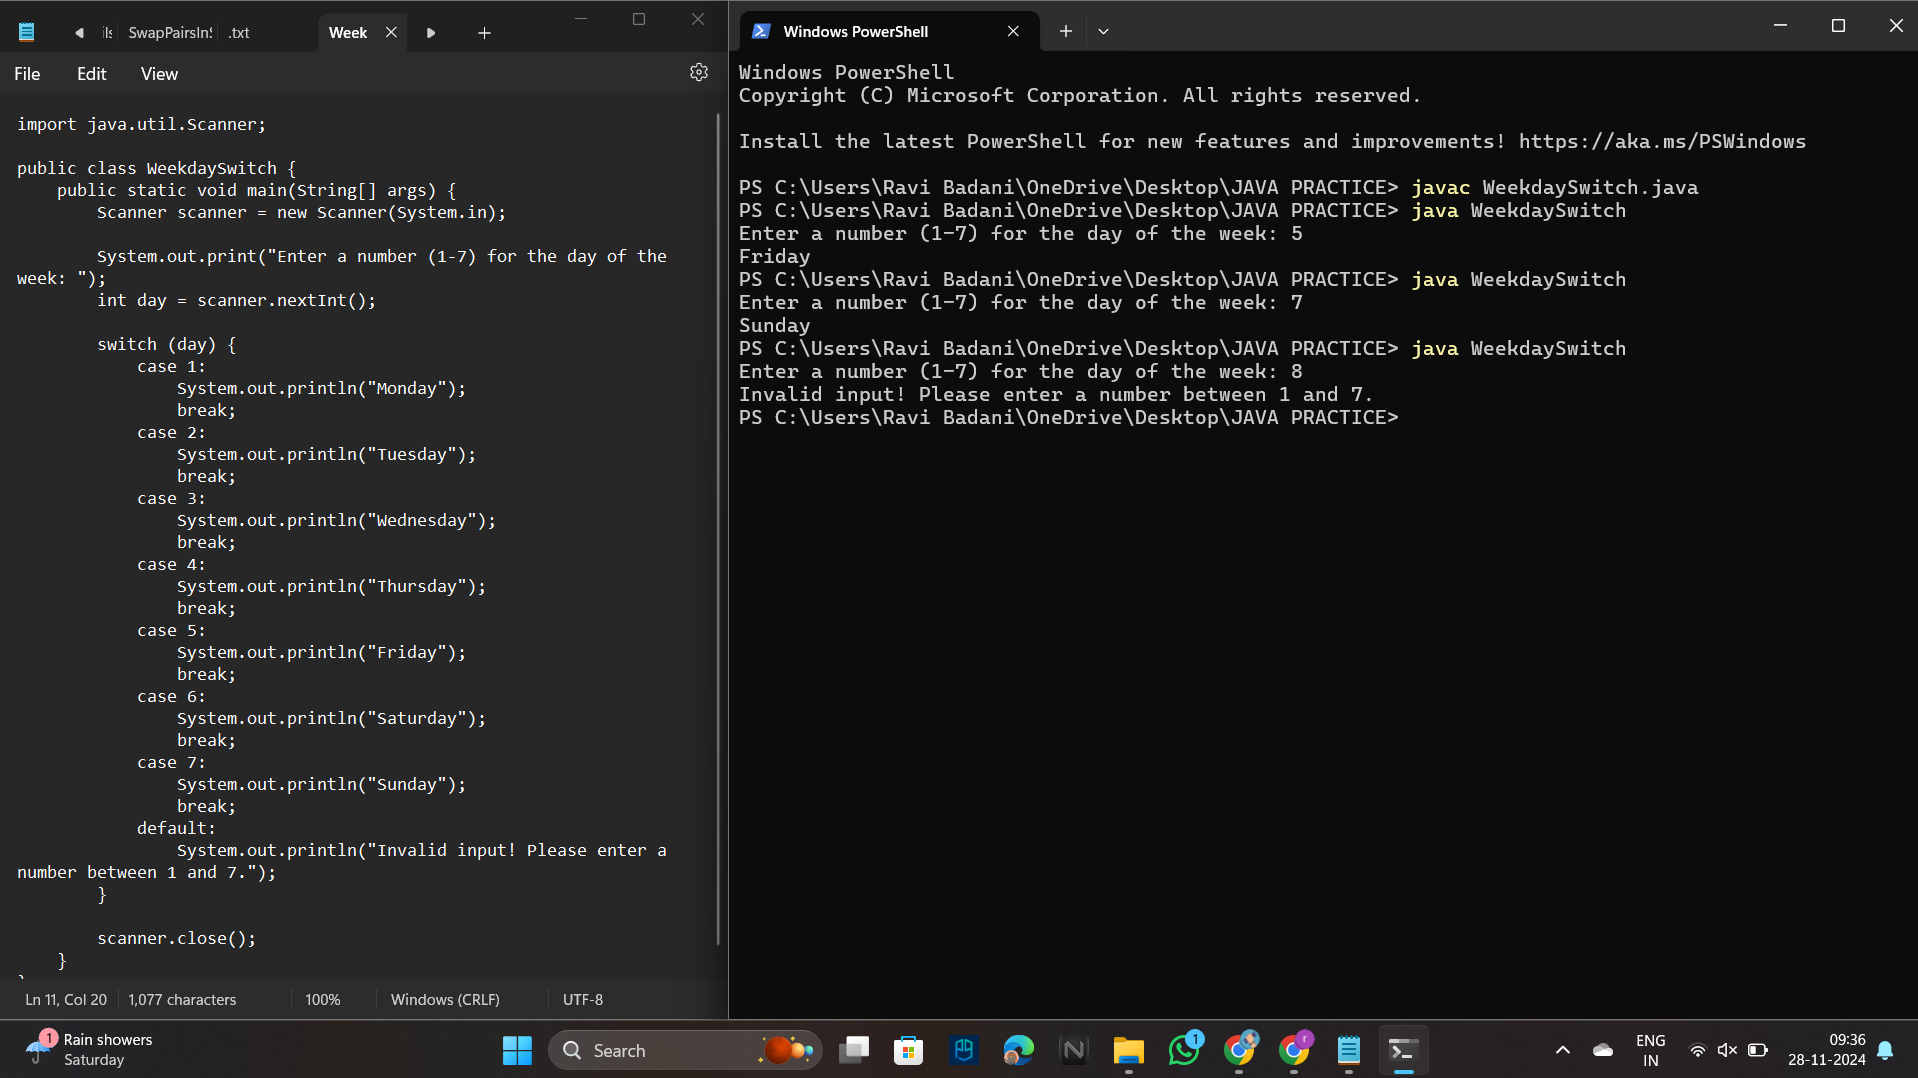 SwapPairsIn
.txt
Week
File
Edit
View
import java.util.Scanner;
public class WeekdaySwitch {
public static void main(String[] args) {
Scanner scanner = new Scanner(System.in);
System.out.print("Enter a number (1-7) for the day of the
week: ");
int day = scanner.nextInt();
switch (day) {
case 1:
System.out.println("Monday");
break;
case 2:
System.out.println("Tuesday");
break;
case 3:
System.out.println("Wednesday");
break;
case 4:
System.out.println("Thursday");
break;
case 5:
System.out.println("Friday");
break;
case 6:
System.out.println("Saturday");
break;
case 7:
System.out.println("Sunday");
break;
default:
System.out.println("Invalid input! Please enter a
number between 1 and 7.");
}
scanner.close();
}
Ln 11, Col 20
1,077 characters
100%
Windows (CRLF)
UTF-8
Windows PowerShell
Windows PowerShell
Copyright (C) Microsoft Corporation. All rights reserved.
Install the latest PowerShell for new features and improvements! https://aka.ms/PSWindows
PS C:\Users\Ravi Badani\OneDrive\Desktop\JAVA PRACTICE> javac WeekdaySwitch.java
PS C:\Users\Ravi Badani\OneDrive\Desktop\JAVA PRACTICE> java WeekdaySwitch
Enter a number (1-7) for the day of the week: 5
Friday
PS C:\Users\Ravi Badani\OneDrive\Desktop\JAVA PRACTICE> java WeekdaySwitch
Enter a number (1-7) for the day of the week: 7
Sunday
PS C:\Users\Ravi Badani\OneDrive\Desktop\JAVA PRACTICE> java WeekdaySwitch
Enter a number (1-7) for the day of the week: 8
Invalid input! Please enter a number between 1 and 7.
PS C:\Users\Ravi Badani\OneDrive\Desktop\JAVA PRACTICE>
1
Rain showers
Saturday
Search
1
r
ENG
IN
09:36
28-11-2024